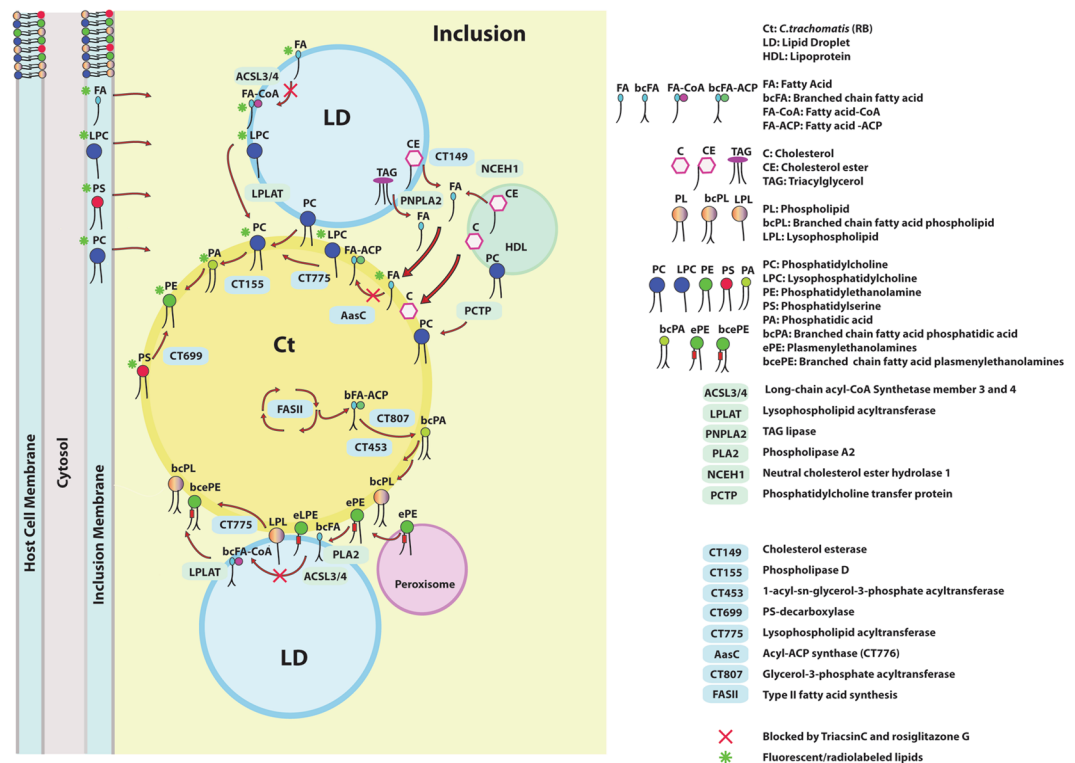 Inclusion
Host Cell Membrane
Cytosol
Inclusion Membrane
FA
LPC
PS
PC
FA
ACSL3/4
FA-CoA
LPC
LD
LPLAT
TAG
CE
CT149
NCEH1
PNPLA2
FA
FA
CE
C
HDL
PC
PCTP
PC
PC
LPC
FA-ACP
FA
CT775
AasC
C
PC
PA
CT155
PE
PS
CT699
Ct
FASII
bFA-ACP
CT807
CT453
bcPA
bcPL
bcPL
bcePE
CT775
LPL
eLPE
bcFA
ePE
ePE
PLA2
bcFA-CoA
LPLAT
ACSL3/4
Peroxisome
LD
Ct: C.trachomatis (RB)
LD: Lipid Droplet
HDL: Lipoprotein
FA bcFA FA-CoA bcFA-ACP
FA: Fatty Acid
bcFA: Branched chain fatty acid
FA-CoA: Fatty acid-CoA
FA-ACP: Fatty acid -ACP
C CE TAG
C: Cholesterol
CE: Cholesterol ester
TAG: Triacylglycerol
PL bcPL LPL
PL: Phospholipid
bcPL: Branched chain fatty acid phospholipid
LPL: Lysophospholipid
PC LPC PE PS PA
bcPA ePE bcePE
PC: Phosphatidylcholine
LPC: Lysophosphatidylcholine
PE: Phosphatidylethanolamine
PS: Phosphatidylserine
PA: Phosphatidic acid
bcPA: Branched chain fatty acid phosphatidic acid
ePE: Plasmenylethanolamines
bcePE: Branched chain fatty acid plasmenylethanolamines
ACSL3/4 Long-chain acyl-CoA Synthetase member 3 and 4
LPLAT Lysophospholipid acyltransferase
PNPLA2 TAG lipase
PLA2 Phospholipase A2
NCEH1 Neutral cholesterol ester hydrolase 1
PCTP Phosphatidylcholine transfer protein
CT149 Cholesterol esterase
CT155 Phospholipase D
CT453 1-acyl-sn-glycerol-3-phosphate acyltransferase
CT699 PS-decarboxylase
CT775 Lysophospholipid acyltransferase
AasC Acyl-ACP synthase (CT776)
CT807 Glycerol-3-phosphate acyltransferase
FASII Type II fatty acid synthesis
Blocked by TriacsinC and rosiglitazone G
Fluorescent/radiolabeled lipids